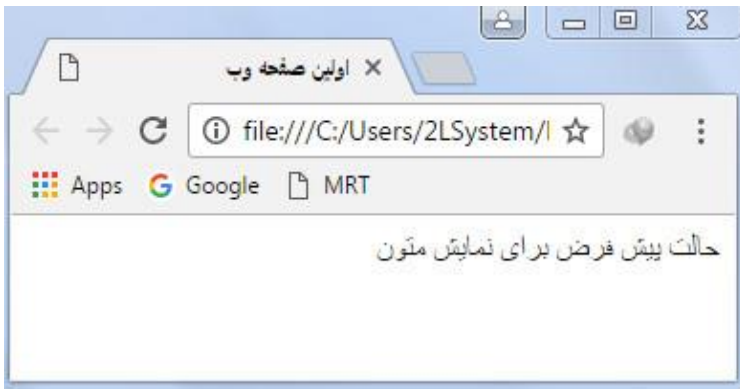 اولین صفحه وب
file:///C:/Users/2LSystem/
Apps Google MRT
حالت پیش فرض برای نمایش متون